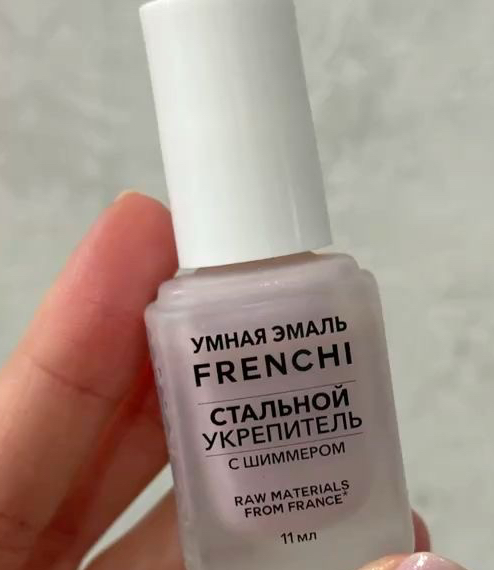 УМНАЯ ЭМАЛЬ
FRENCHI
СТАЛЬНОЙ
УКРЕПИТЕЛЬ
С ШИММЕРОМ
RAW MATERIALS
FROM FRANCE*
11 мл